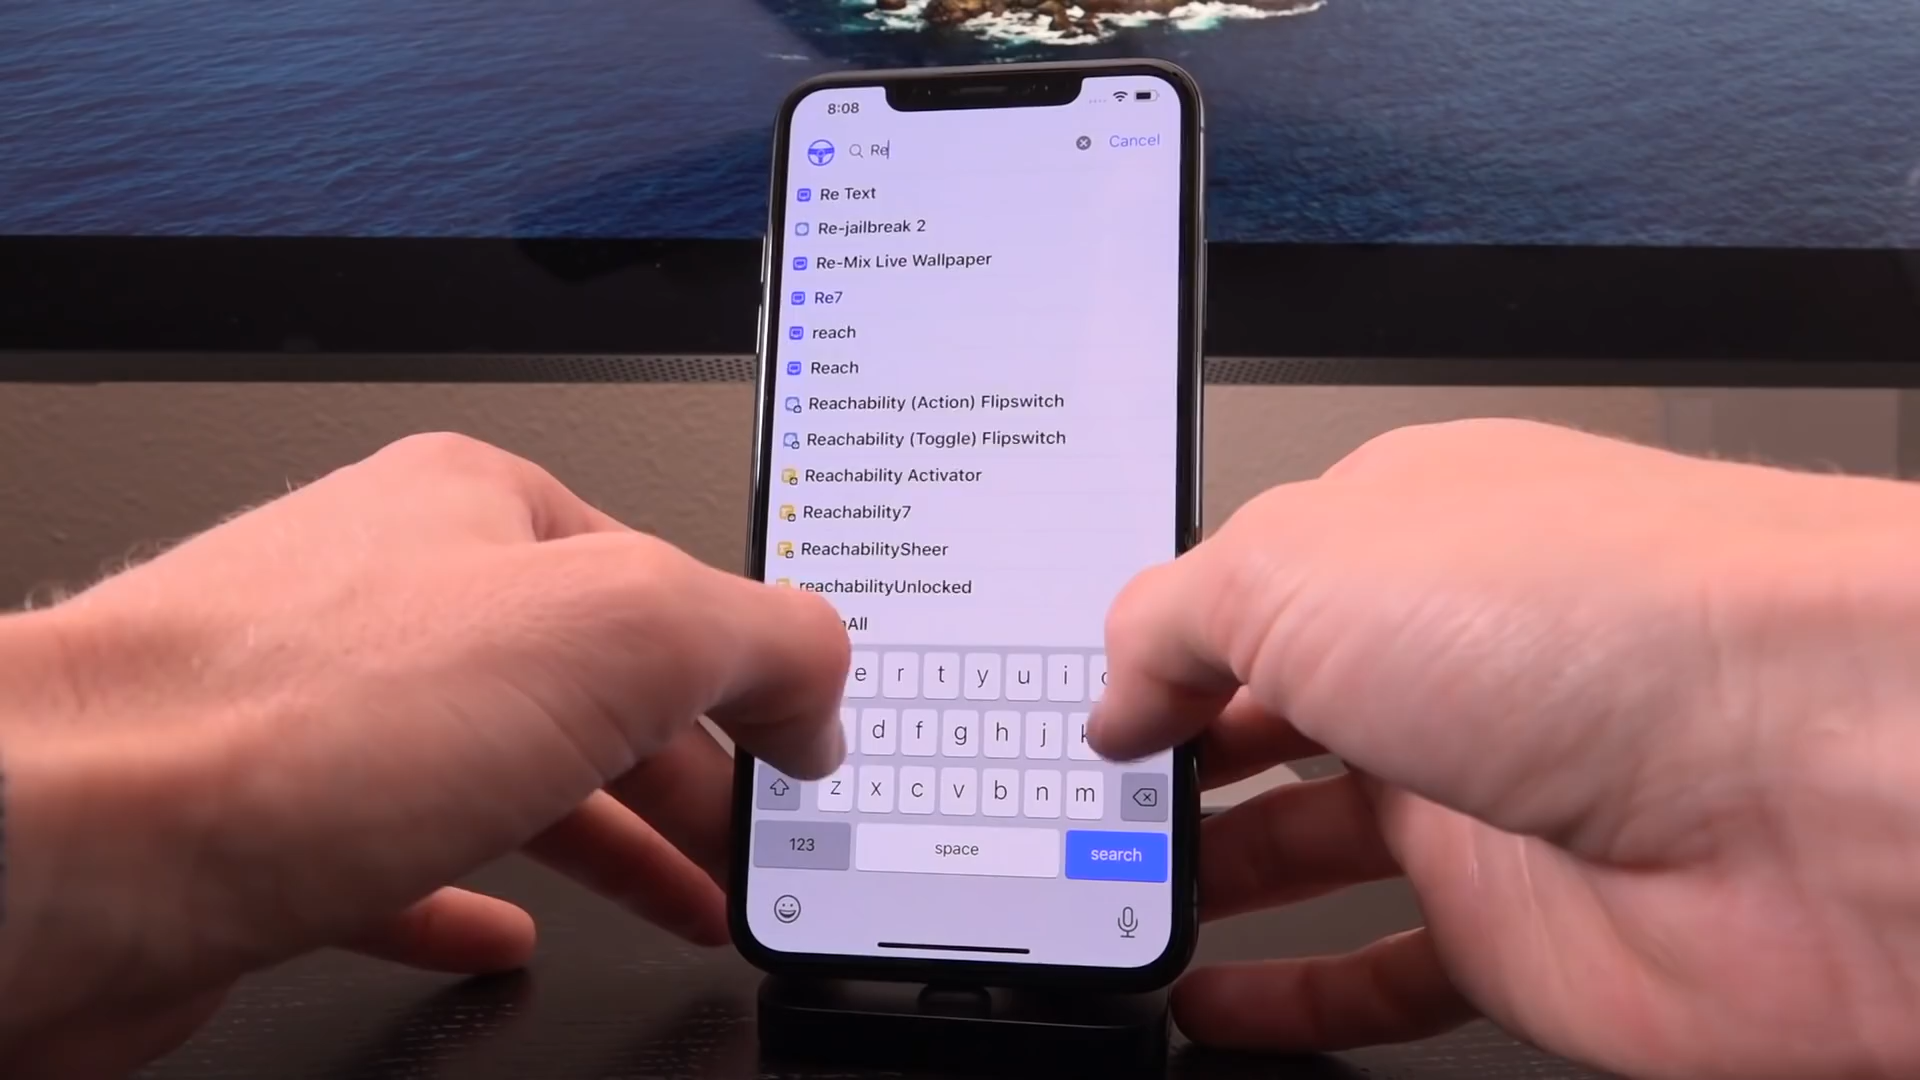 8:08
Re
Cancel
Re Text
Re-jailbreak 2
Re-Mix Live Wallpaper
Re7
reach
Reach
Reachability (Action) Flipswitch
Reachability (Toggle) Flipswitch
Reachability Activator
Reachability7
ReachabilitySheer
reachabilityUnlocked
All
e r t y u i
d f g h j k
z x c v b n m
123 space search